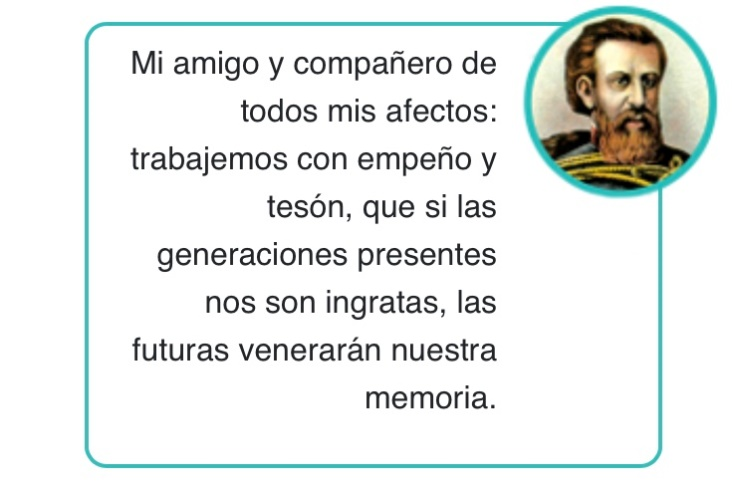 Mi amigo y compañero de
todos mis afectos:
trabajemos con empeño y
tesón, que si las
generaciones presentes
nos son ingratas, las
futuras venerarán nuestra
memoria.